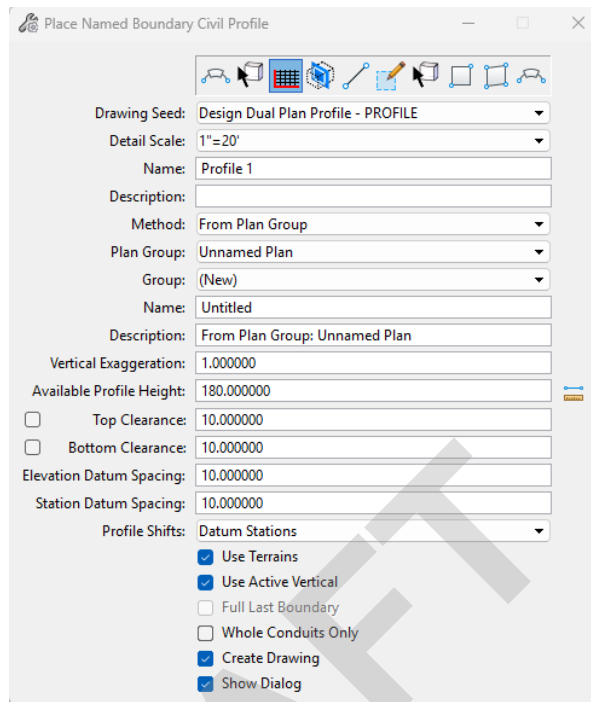 Place Named Boundary Civil Profile
Drawing Seed: Design Dual Plan Profile - PROFILE
Detail Scale: 1"=20'
Name: Profile 1
Description:
Method: From Plan Group
Plan Group: Unnamed Plan
Group: (New)
Name: Untitled
Description: From Plan Group: Unnamed Plan
Vertical Exaggeration: 1.000000
Available Profile Height: 180.000000
Top Clearance: 10.000000
Bottom Clearance: 10.000000
Elevation Datum Spacing: 10.000000
Station Datum Spacing: 10.000000
Profile Shifts: Datum Stations
Use Terrains
Use Active Vertical
Full Last Boundary
Whole Conduits Only
Create Drawing
Show Dialog